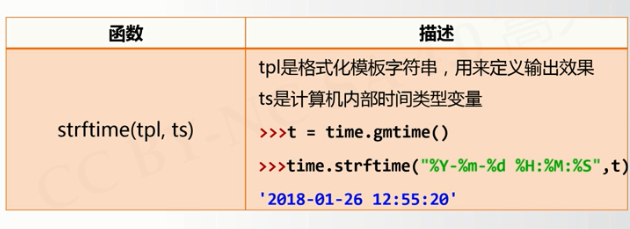 函数 描述
strftime(tpl, ts)
tpl是格式化模板字符串，用来定义输出效果
ts是计算机内部时间类型变量
>>>t = time.gmtime()
>>>time.strftime("%Y-%m-%d %H:%M:%S",t)
'2018-01-26 12:55:20'